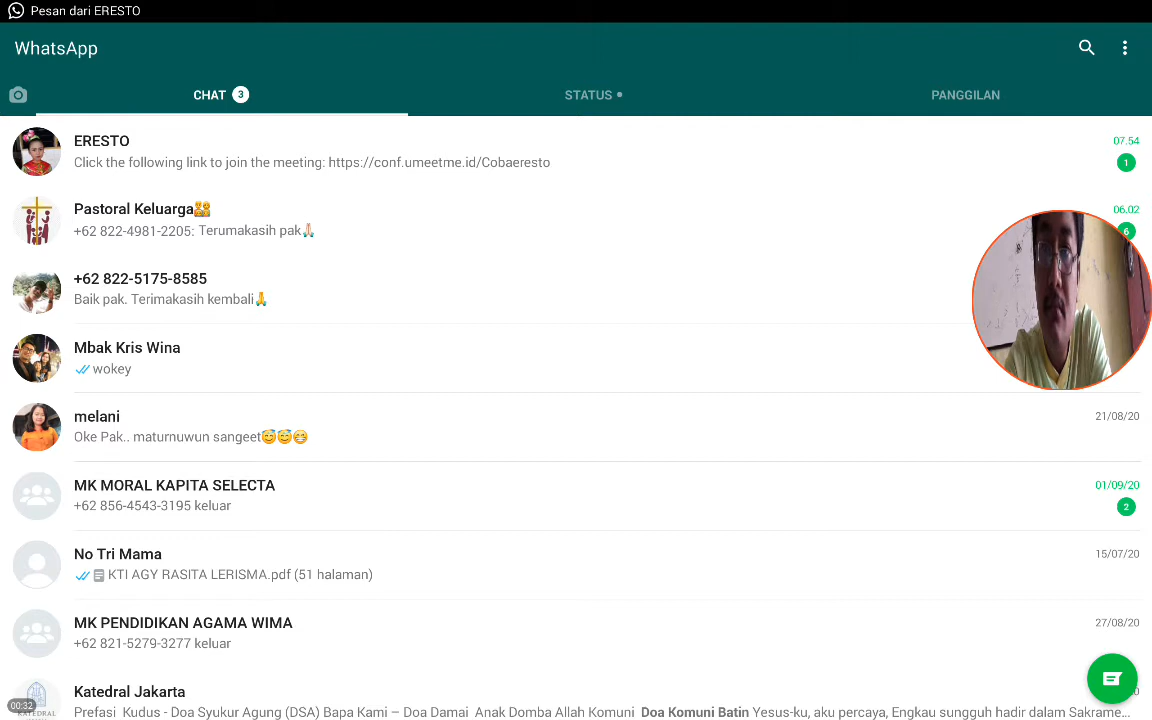 Pesan dari ERESTO
WhatsApp
CHAT 3
STATUS
PANGGILAN
ERESTO
07.54
Click the following link to join the meeting: https://conf.umeetme.id/Cobaeresto
1
Pastoral Keluarga👨‍👩‍👧‍👦
06.02
+62 822-4981-2205: Terumakasih pak🙏🏻
6
+62 822-5175-8585
Baik pak. Terimakasih kembali🙏
Mbak Kris Wina
wokey
melani
21/08/20
Oke Pak.. maturnuwun sangeet😇😇😁
MK MORAL KAPITA SELECTA
01/09/20
+62 856-4543-3195 keluar
2
No Tri Mama
15/07/20
KTI AGY RASITA LERISMA.pdf (51 halaman)
MK PENDIDIKAN AGAMA WIMA
27/08/20
+62 821-5279-3277 keluar
Katedral Jakarta
00:32
KATEDRAL
Prefasi Kudus - Doa Syukur Agung (DSA) Bapa Kami – Doa Damai Anak Domba Allah Komuni Doa Komuni Batin Yesus-ku, aku percaya, Engkau sungguh hadir dalam Sakrame...